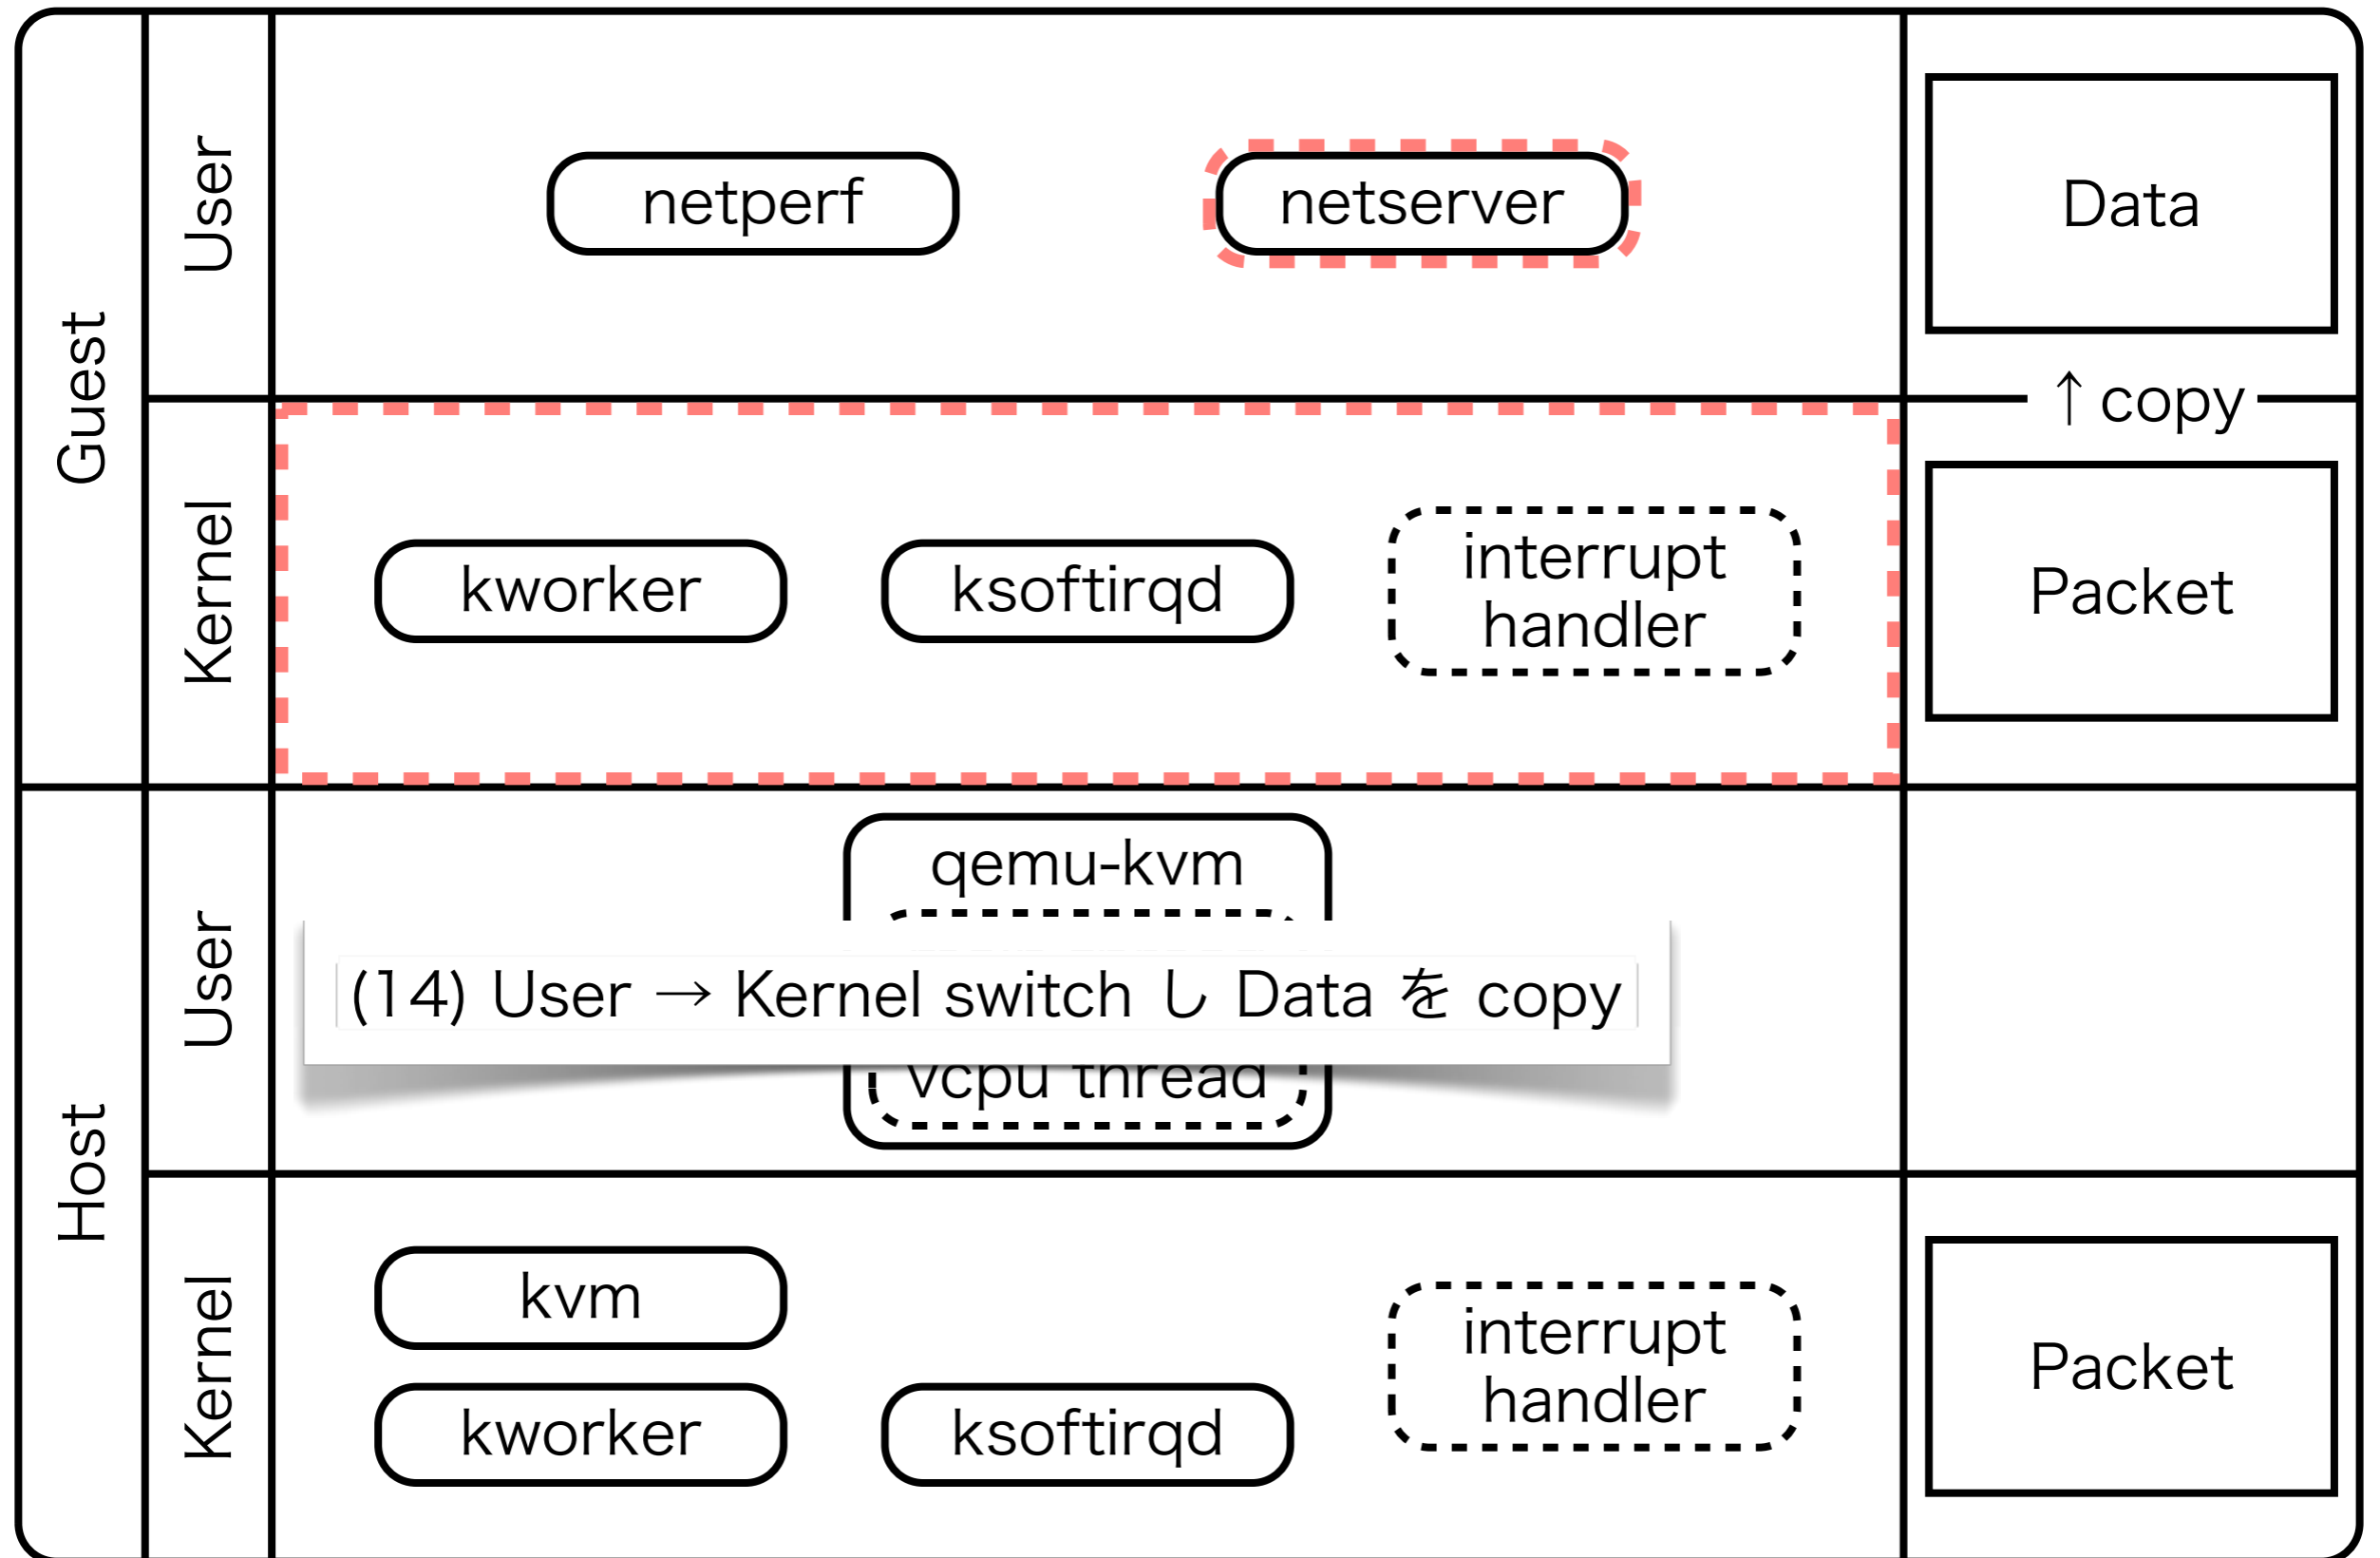 Guest
User
netperf
netserver
Data
↑ copy
Kernel
kworker
ksoftirqd
interrupt
handler
Packet
Host
User
qemu-kvm
(14) User → Kernel switch し Data を copy
vcpu thread
Kernel
kvm
kworker
ksoftirqd
interrupt
handler
Packet